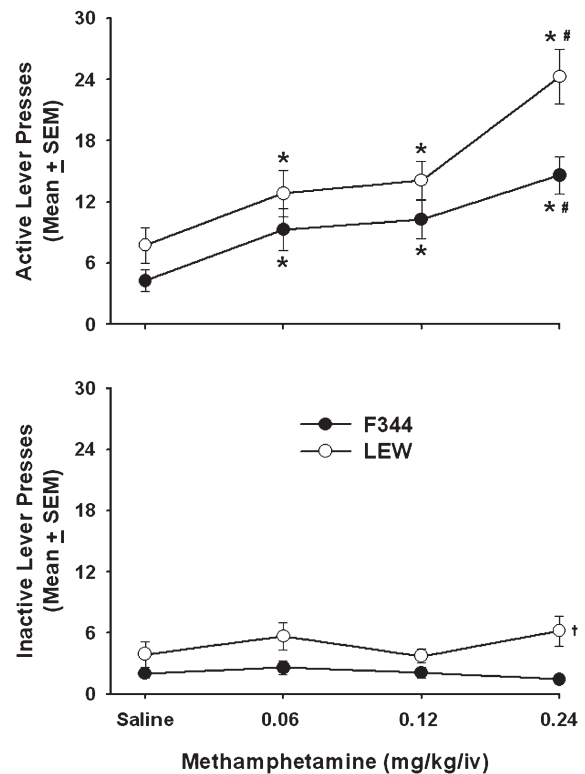 Active Lever Presses
(Mean ± SEM)
30
24
18
12
6
0
* #
*
*
* #
*
*
Inactive Lever Presses
(Mean ± SEM)
30
24
18
12
6
0
F344
LEW
†
Saline
0.06
0.12
0.24
Methamphetamine (mg/kg/iv)